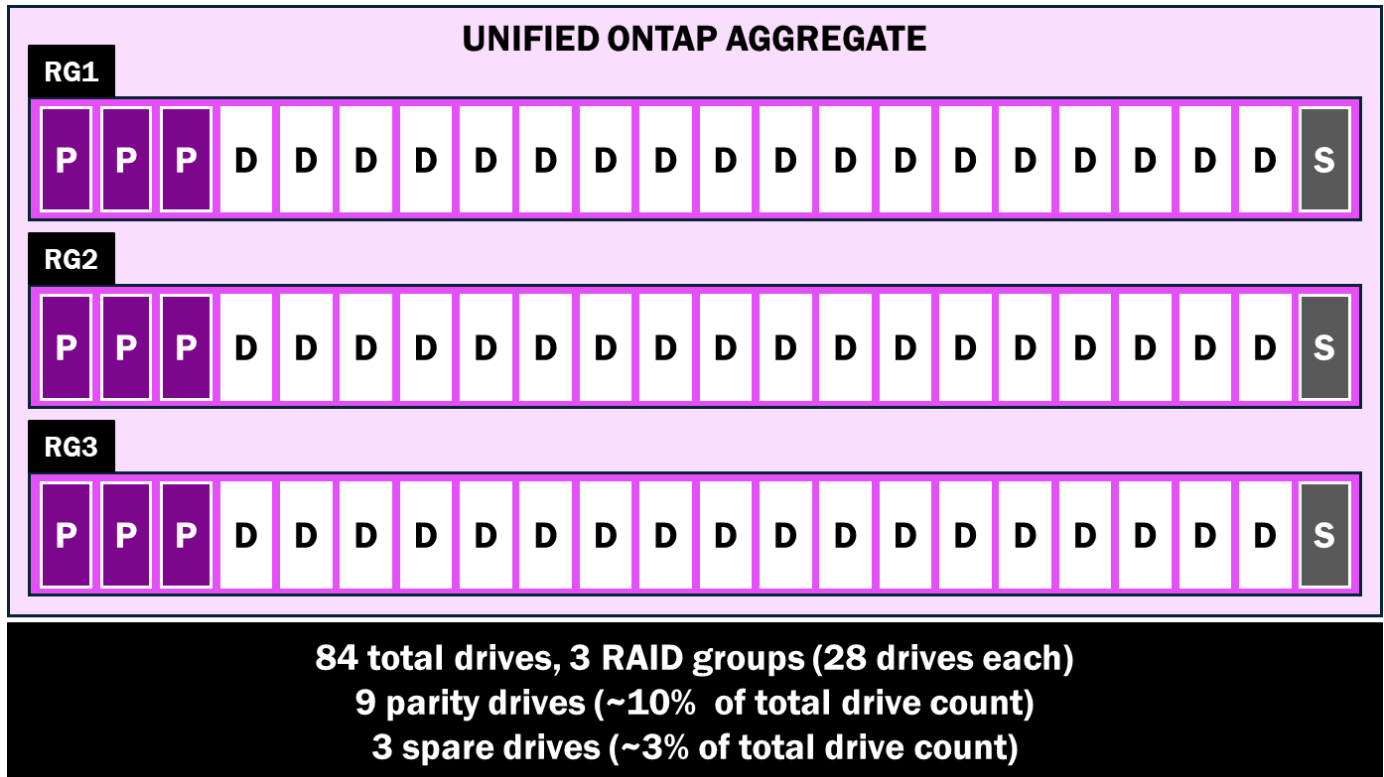 UNIFIED ONTAP AGGREGATE
RG1
P P P D D D D D D D D D D D D D D D D D D S
RG2
P P P D D D D D D D D D D D D D D D D D D S
RG3
P P P D D D D D D D D D D D D D D D D D D S
84 total drives, 3 RAID groups (28 drives each)
9 parity drives (~10% of total drive count)
3 spare drives (~3% of total drive count)